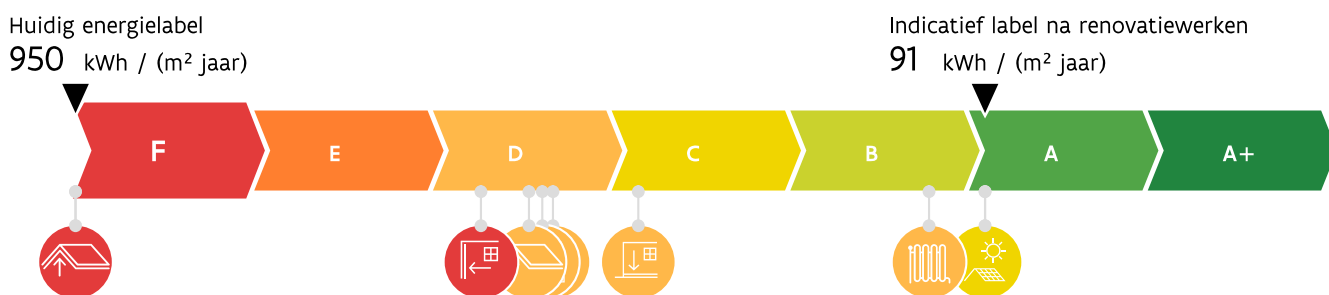 Huidig energielabel
950 kWh / (m² jaar)
Indicatief label na renovatiewerken
91 kWh / (m² jaar)
F E D C B A A+